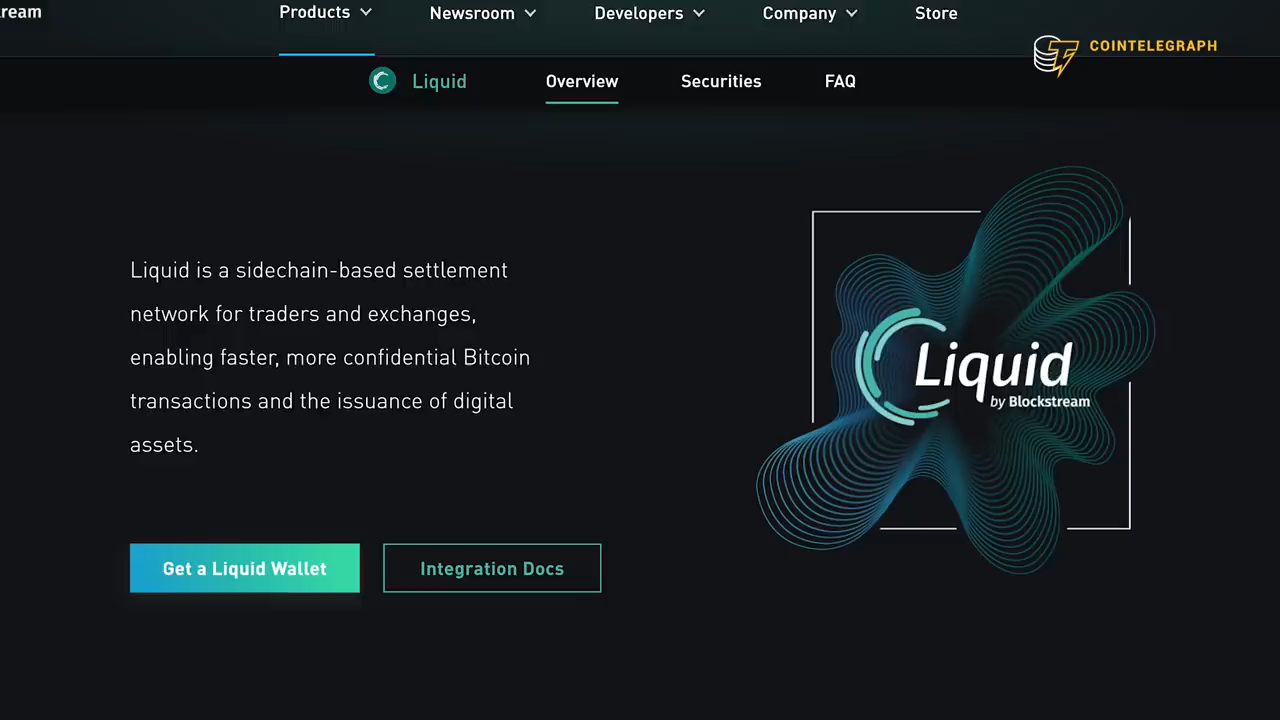 Products
Newsroom
Developers
Company
Store
COINTELEGRAPH
Liquid
Overview
Securities
FAQ
Liquid is a sidechain-based settlement
network for traders and exchanges,
enabling faster, more confidential Bitcoin
transactions and the issuance of digital
assets.
Liquid
by Blockstream
Get a Liquid Wallet
Integration Docs